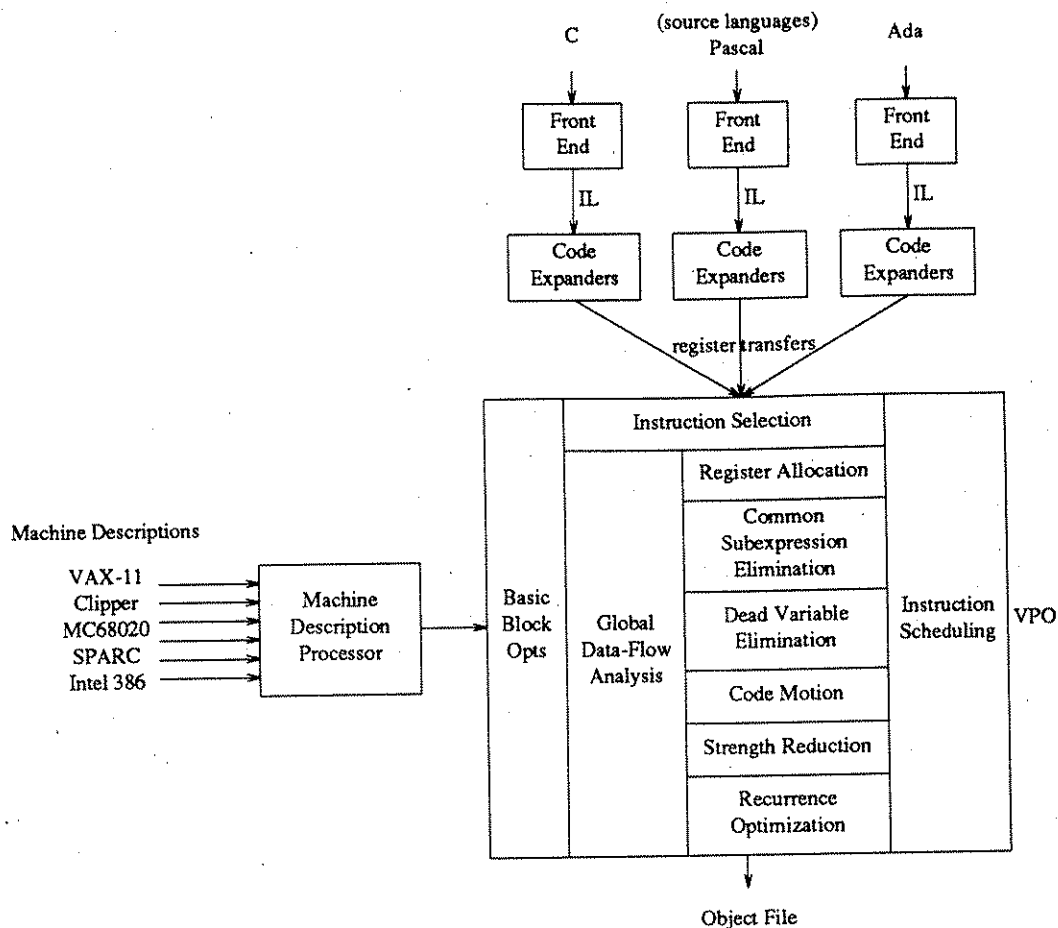 (source languages)
C
Pascal
Ada
Front
End
Front
End
Front
End
IL
IL
IL
Code
Expanders
Code
Expanders
Code
Expanders
register transfers
Instruction Selection
Register Allocation
Common
Subexpression
Elimination
Dead Variable
Elimination
Code Motion
Strength Reduction
Recurrence
Optimization
Basic
Block
Opts
Global
Data-Flow
Analysis
Instruction
Scheduling
VPO
Machine Descriptions
VAX-11
Clipper
MC68020
SPARC
Intel 386
Machine
Description
Processor
Object File